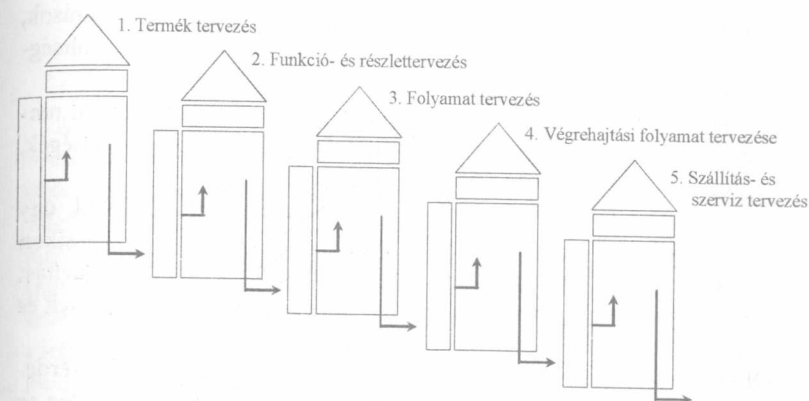 1. Termék tervezés
2. Funkció- és részlettervezés
3. Folyamat tervezés
4. Végrehajtási folyamat tervezése
5. Szállítás- és
szerviz tervezés